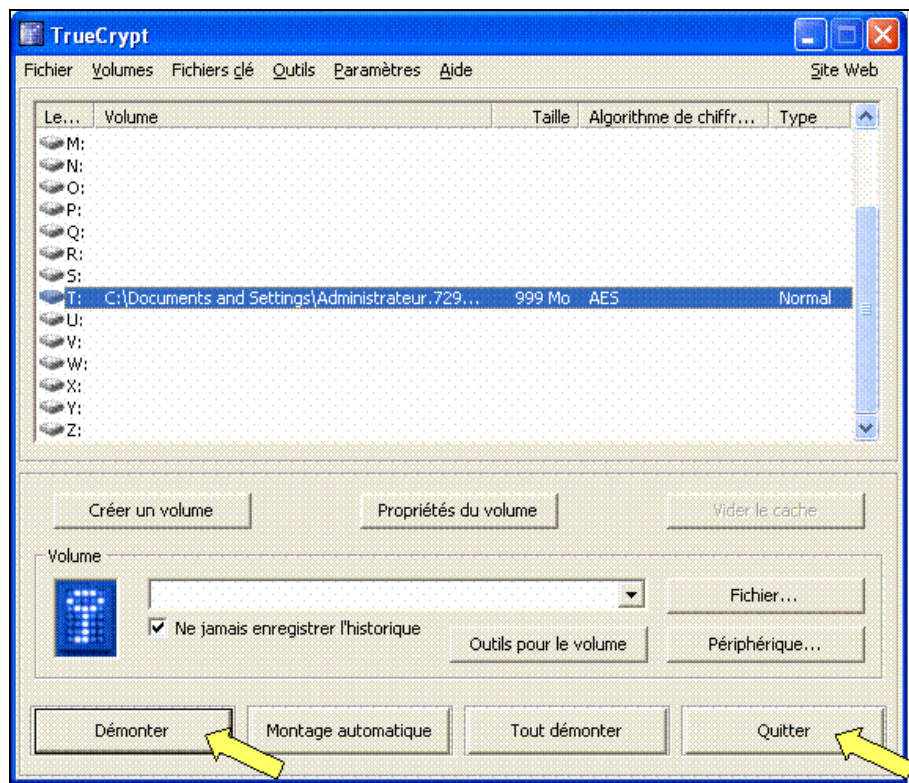 TrueCrypt
Fichier Volumes Fichiers clé Outils Paramètres Aide Site Web
Le... Volume Taille Algorithme de chiffr... Type
M:
N:
O:
P:
Q:
R:
S:
T: C:\Documents and Settings\Administrateur.729... 999 Mo AES Normal
U:
V:
W:
X:
Y:
Z:
Créer un volume Propriétés du volume Vider le cache
Volume
Fichier...
Ne jamais enregistrer l'historique
Outils pour le volume Périphérique...
Démonter Montage automatique Tout démonter Quitter